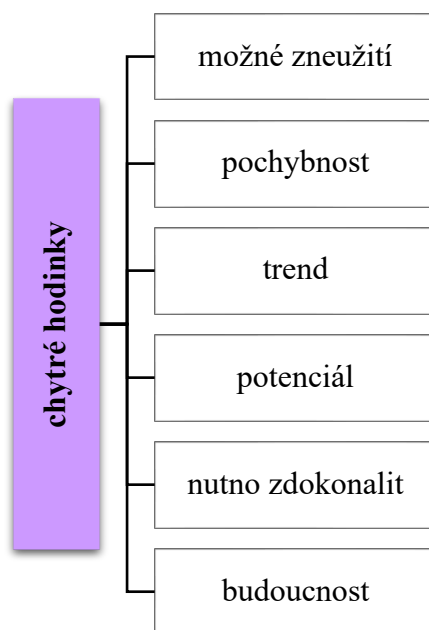 chytré hodinky
možné zneužití
pochybnost
trend
potenciál
nutno zdokonalit
budoucnost